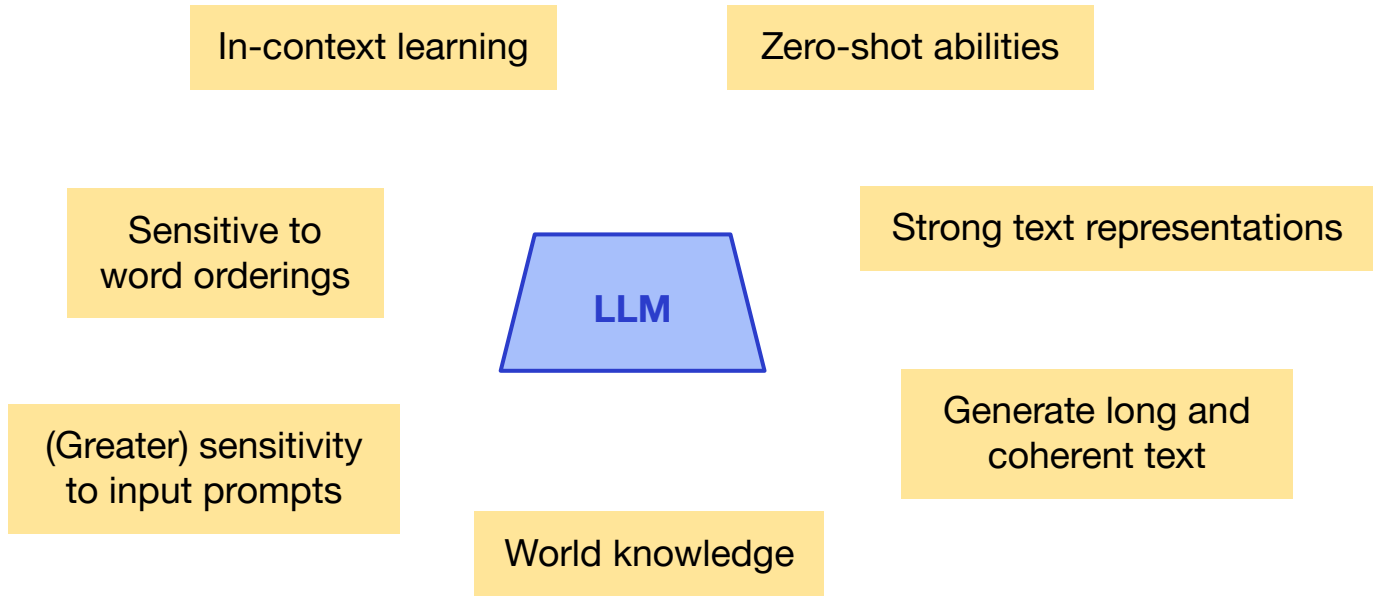 In-context learning
Zero-shot abilities
Sensitive to
word orderings
Strong text representations
LLM
(Greater) sensitivity
to input prompts
Generate long and
coherent text
World knowledge